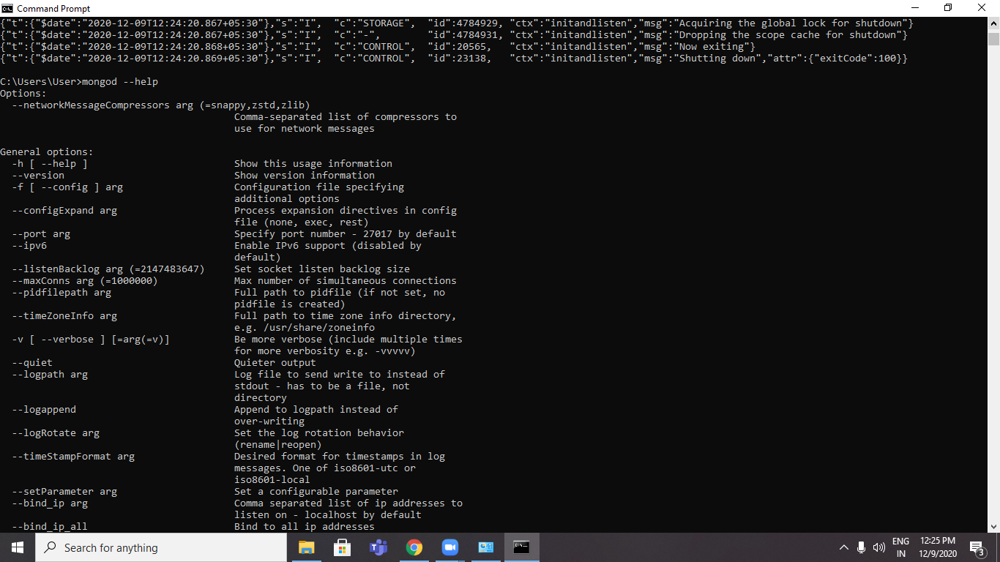 Command Prompt
{"t":{"$date":"2020-12-09T12:24:20.867+05:30"},"s":"I",  "c":"STORAGE",  "id":4784929, "ctx":"initandlisten","msg":"Acquiring the global lock for shutdown"}
{"t":{"$date":"2020-12-09T12:24:20.867+05:30"},"s":"I",  "c":"-",        "id":4784931, "ctx":"initandlisten","msg":"Dropping the scope cache for shutdown"}
{"t":{"$date":"2020-12-09T12:24:20.868+05:30"},"s":"I",  "c":"CONTROL",  "id":20565,   "ctx":"initandlisten","msg":"Now exiting"}
{"t":{"$date":"2020-12-09T12:24:20.869+05:30"},"s":"I",  "c":"CONTROL",  "id":23138,   "ctx":"initandlisten","msg":"Shutting down","attr":{"exitCode":100}}
C:\Users\User>mongod --help
Options:
  --networkMessageCompressors arg (=snappy,zstd,zlib)
                                        Comma-separated list of compressors to
                                        use for network messages
General options:
  -h [ --help ]                         Show this usage information
  --version                             Show version information
  -f [ --config ] arg                   Configuration file specifying
                                        additional options
  --configExpand arg                    Process expansion directives in config
                                        file (none, exec, rest)
  --port arg                            Specify port number - 27017 by default
  --ipv6                                Enable IPv6 support (disabled by
                                        default)
  --listenBacklog arg (=2147483647)     Set socket listen backlog size
  --maxConns arg (=1000000)             Max number of simultaneous connections
  --pidfilepath arg                     Full path to pidfile (if not set, no
                                        pidfile is created)
  --timeZoneInfo arg                    Full path to time zone info directory,
                                        e.g. /usr/share/zoneinfo
  -v [ --verbose ] [=arg(=v)]           Be more verbose (include multiple times
                                        for more verbosity e.g. -vvvvv)
  --quiet                               Quieter output
  --logpath arg                         Log file to send write to instead of
                                        stdout - has to be a file, not
                                        directory
  --logappend                           Append to logpath instead of
                                        over-writing
  --logRotate arg                       Set the log rotation behavior
                                        (rename|reopen)
  --timeStampFormat arg                 Desired format for timestamps in log
                                        messages. One of iso8601-utc or
                                        iso8601-local
  --setParameter arg                    Set a configurable parameter
  --bind_ip arg                         Comma separated list of ip addresses to
                                        listen on - localhost by default
  --bind_ip_all                         Bind to all ip addresses
Search for anything
ENG
IN
12:25 PM
12/9/2020
3